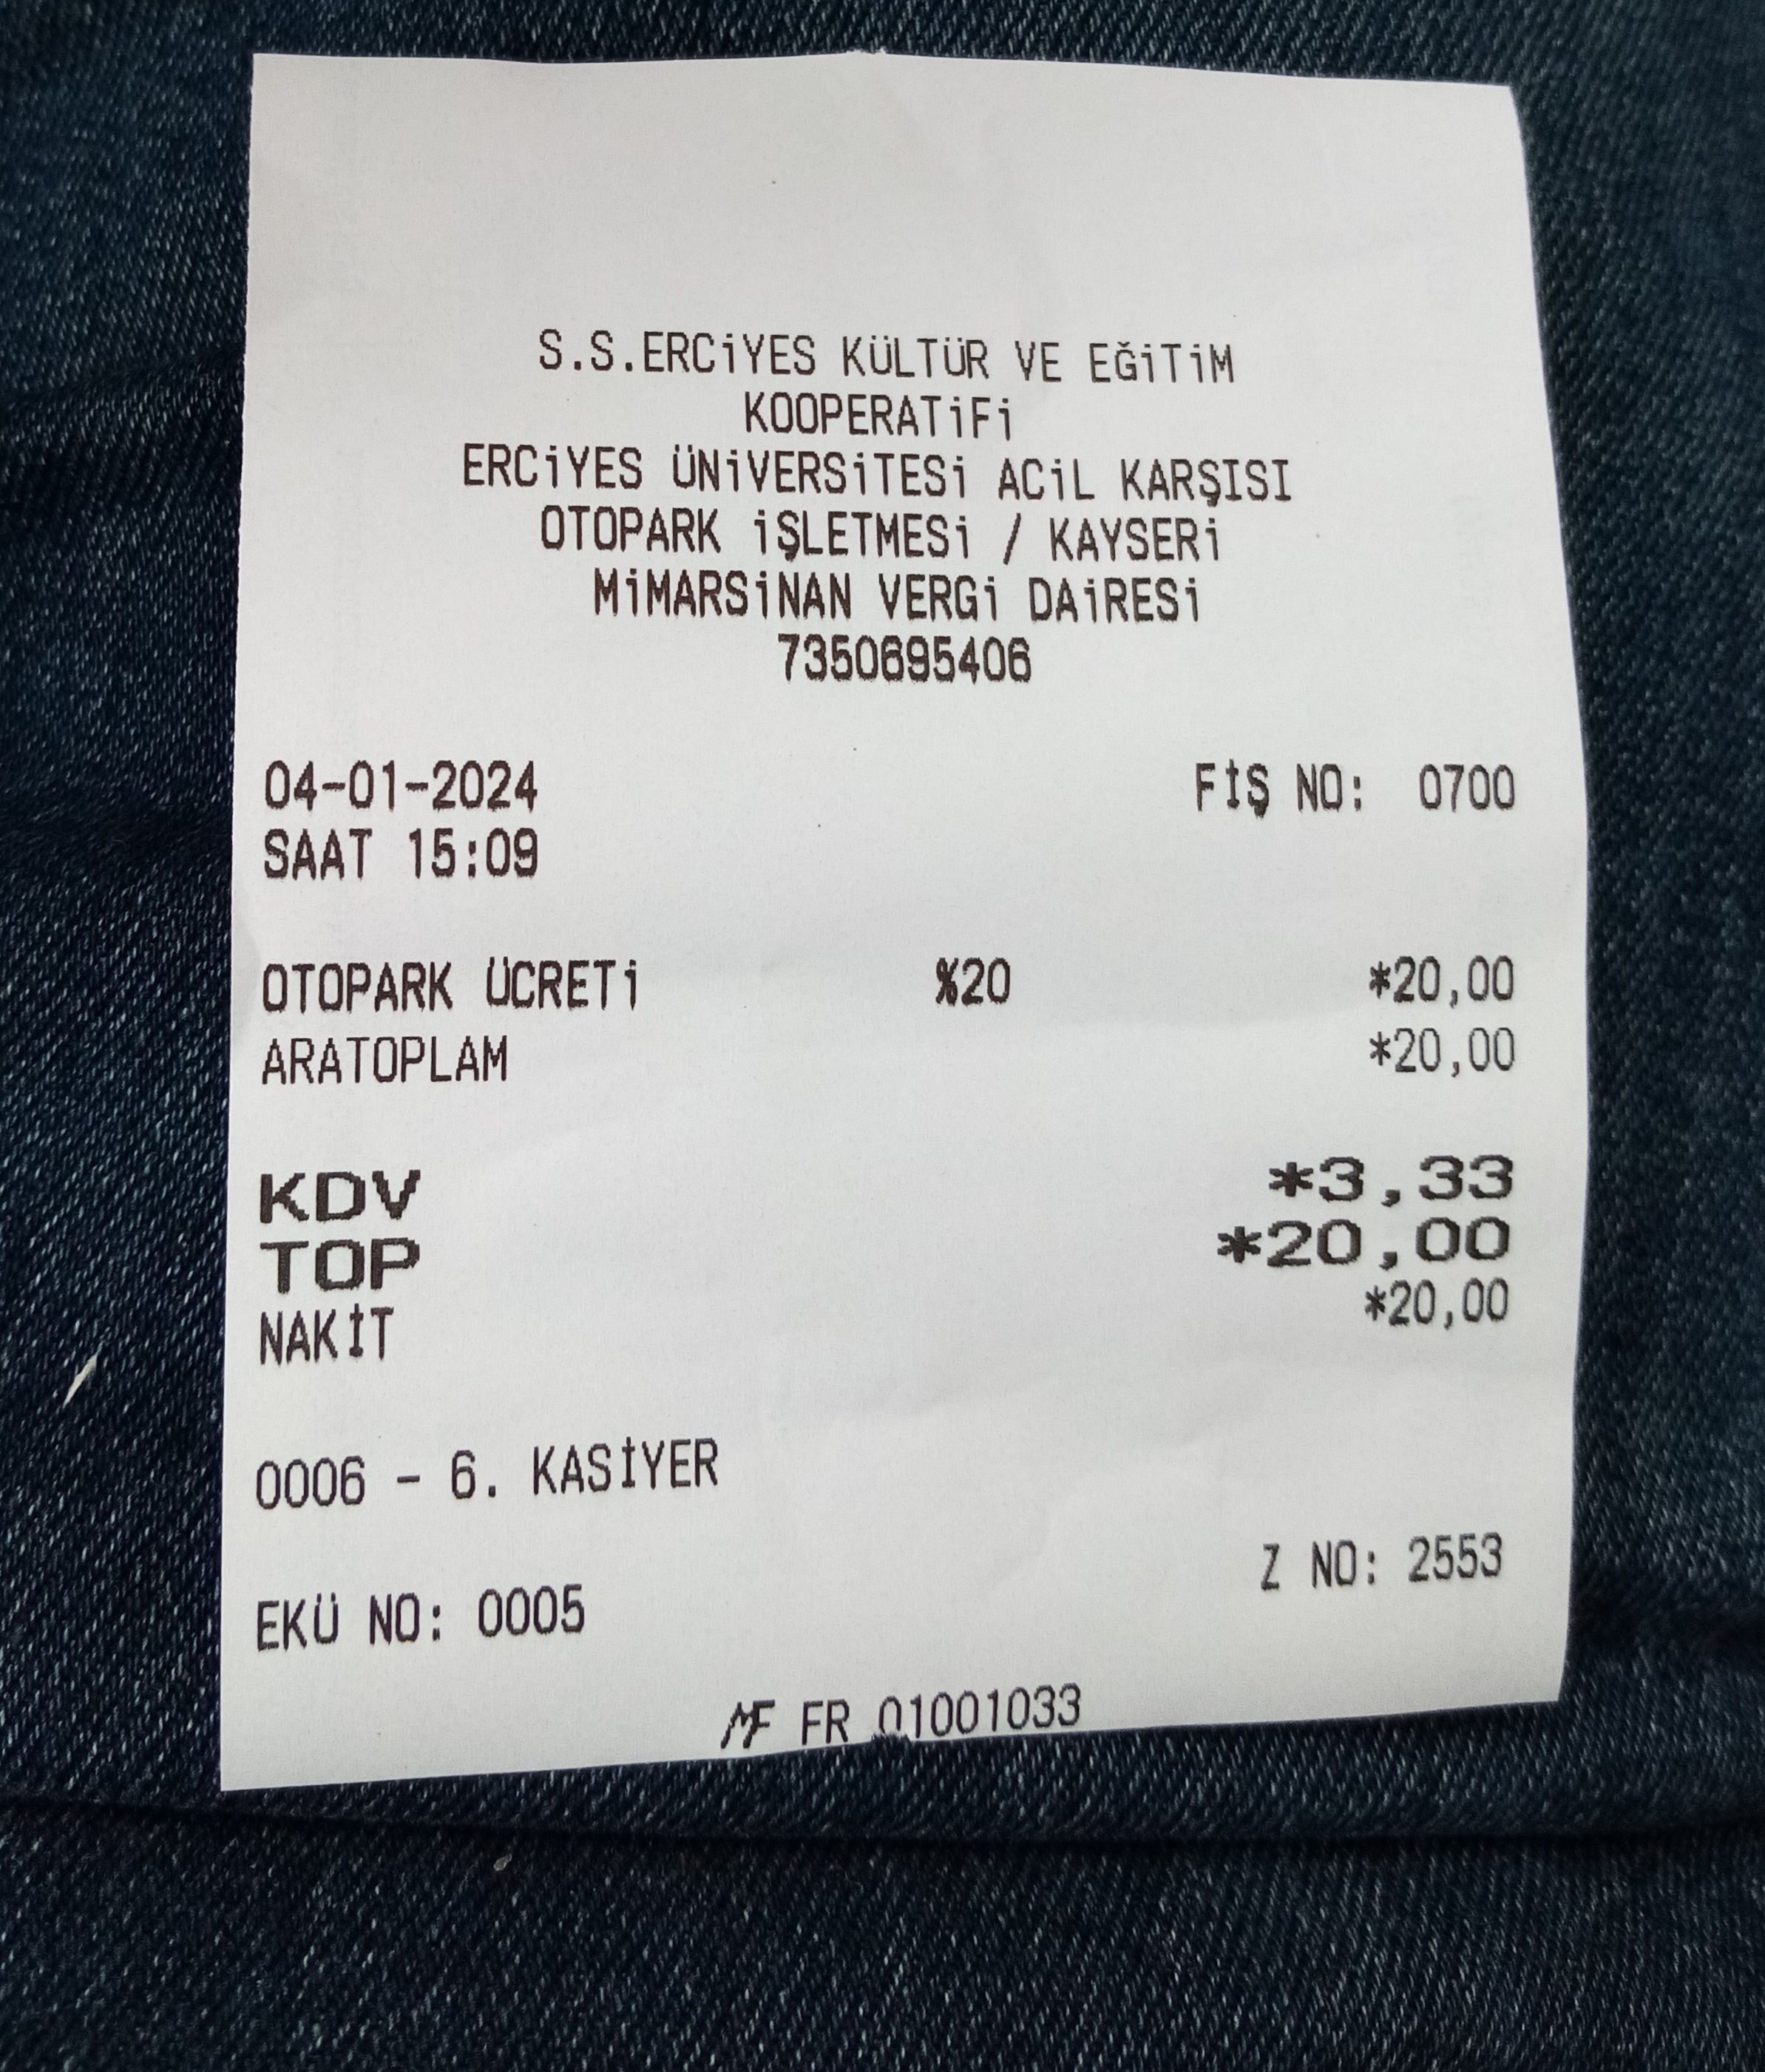 S.S.ERCiYES KÜLTÜR VE EĞiTiM
KOOPERATiFi
ERCiYES ÜNiVERSiTESi ACiL KARŞISI
OTOPARK iŞLETMESi / KAYSERi
MiMARSiNAN VERGi DAiRESi
7350695406
04-01-2024 FİŞ NO: 0700
SAAT 15:09
OTOPARK ÜCRETi %20 *20,00
ARATOPLAM *20,00
KDV *3,33
TOP *20,00
NAKİT *20,00
0006 - 6. KASİYER
Z NO: 2553
EKÜ NO: 0005
MF FR 01001033